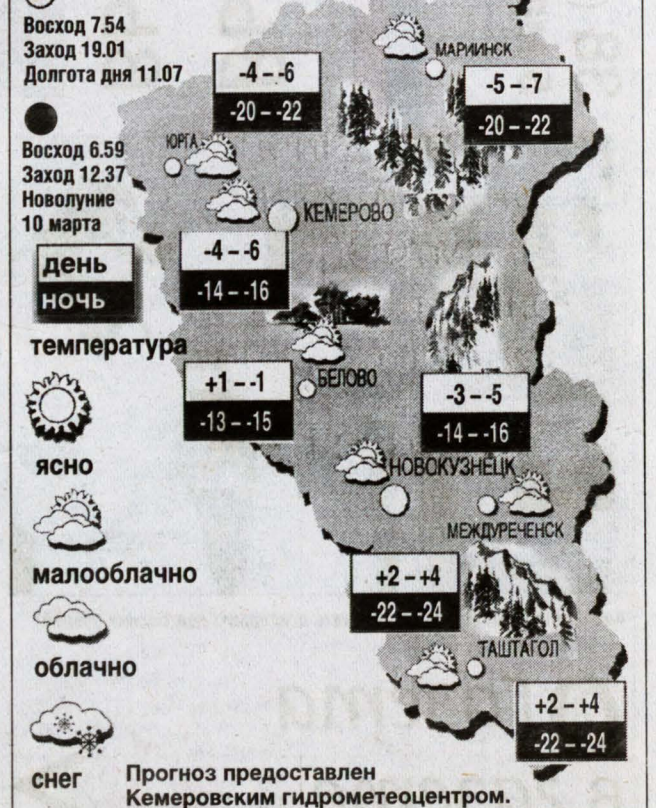 Восход 7.54
Заход 19.01
Долгота дня 11.07
Восход 6.59
Заход 12.37
Новолуние
10 марта
день
ночь
температура
ясно
малооблачно
облачно
снег
МАРИИНСК
-4 – -6
-20 – -22
-5 – -7
-20 – -22
ЮРГА
КЕМЕРОВО
-4 – -6
-14 – -16
БЕЛОВО
+1 – -1
-13 – -15
-3 – -5
-14 – -16
НОВОКУЗНЕЦК
МЕЖДУРЕЧЕНСК
+2 – +4
-22 – -24
ТАШТАГОЛ
+2 – +4
-22 – -24
Прогноз предоставлен
Кемеровским гидрометеоцентром.